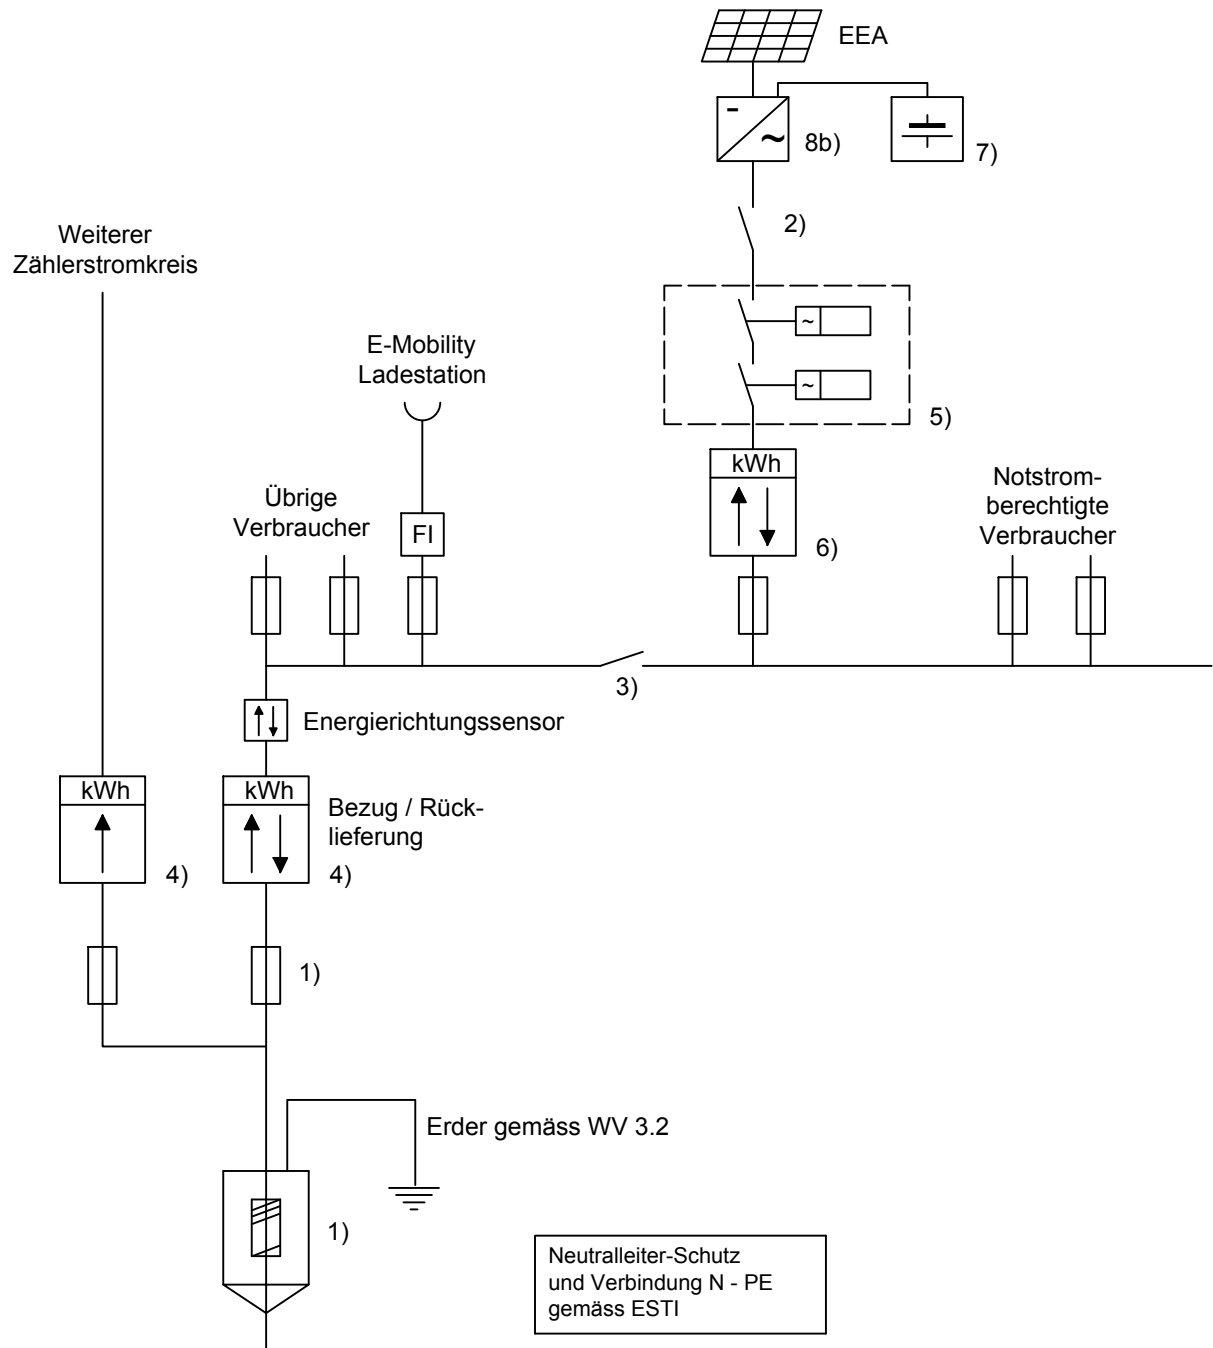 EEA
-
~
8b)
7)
2)
Weiterer
Zählerstromkreis
~
~
5)
E-Mobility
Ladestation
kWh
6)
Übrige
Verbraucher
FI
Notstrom-
berechtigte
Verbraucher
3)
Energierichtungssensor
kWh
4)
kWh
Bezug / Rück-
lieferung
4)
1)
Erder gemäss WV 3.2
1)
Neutralleiter-Schutz
und Verbindung N - PE
gemäss ESTI